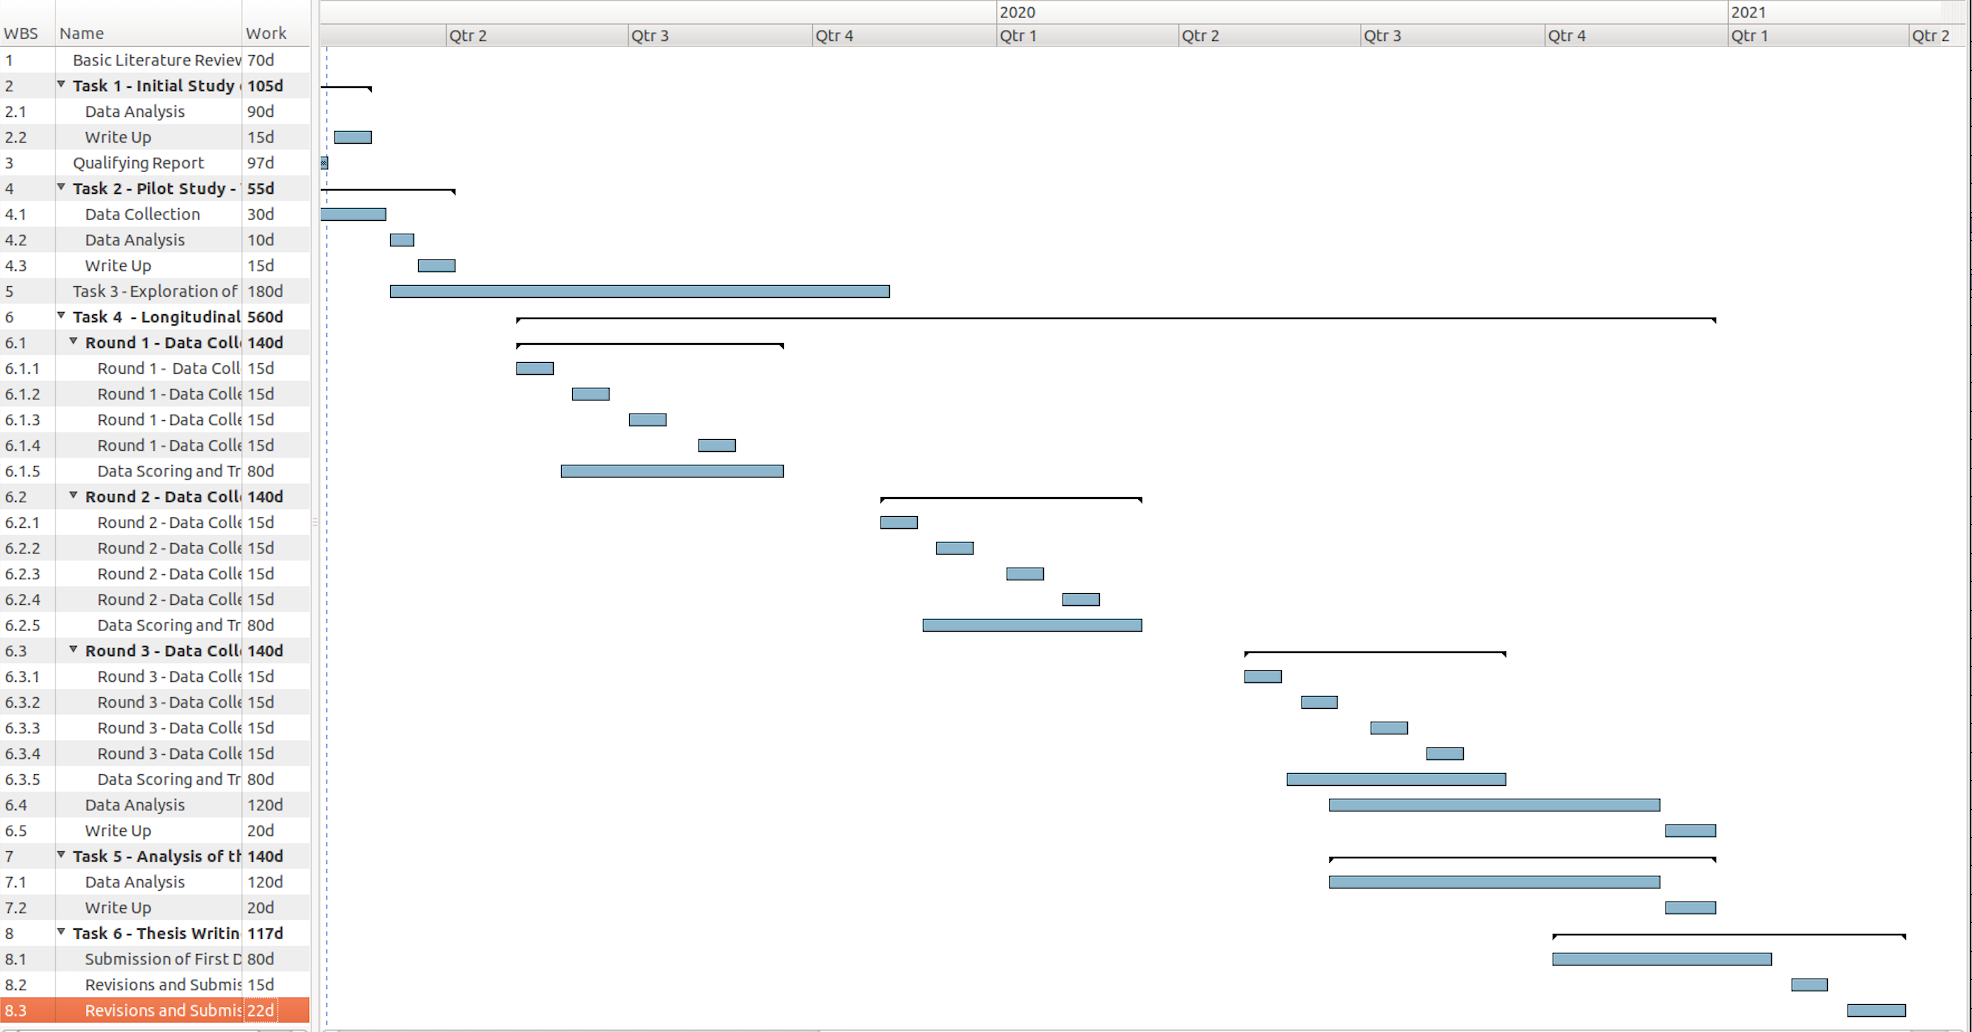 2020 2021
WBS Name Work Qtr 2 Qtr 3 Qtr 4 Qtr 1 Qtr 2 Qtr 3 Qtr 4 Qtr 1 Qtr 2
1 Basic Literature Review 70d
2 Task 1 - Initial Study 105d
2.1 Data Analysis 90d
2.2 Write Up 15d
3 Qualifying Report 97d
4 Task 2 - Pilot Study - 55d
4.1 Data Collection 30d
4.2 Data Analysis 10d
4.3 Write Up 15d
5 Task 3 - Exploration of 180d
6 Task 4 - Longitudinal 560d
6.1 Round 1 - Data Coll 140d
6.1.1 Round 1 - Data Coll 15d
6.1.2 Round 1 - Data Colle 15d
6.1.3 Round 1 - Data Colle 15d
6.1.4 Round 1 - Data Colle 15d
6.1.5 Data Scoring and Tr 80d
6.2 Round 2 - Data Coll 140d
6.2.1 Round 2 - Data Colle 15d
6.2.2 Round 2 - Data Colle 15d
6.2.3 Round 2 - Data Colle 15d
6.2.4 Round 2 - Data Colle 15d
6.2.5 Data Scoring and Tr 80d
6.3 Round 3 - Data Coll 140d
6.3.1 Round 3 - Data Colle 15d
6.3.2 Round 3 - Data Colle 15d
6.3.3 Round 3 - Data Colle 15d
6.3.4 Round 3 - Data Colle 15d
6.3.5 Data Scoring and Tr 80d
6.4 Data Analysis 120d
6.5 Write Up 20d
7 Task 5 - Analysis of th 140d
7.1 Data Analysis 120d
7.2 Write Up 20d
8 Task 6 - Thesis Writin 117d
8.1 Submission of First D 80d
8.2 Revisions and Submis 15d
8.3 Revisions and Submis 22d